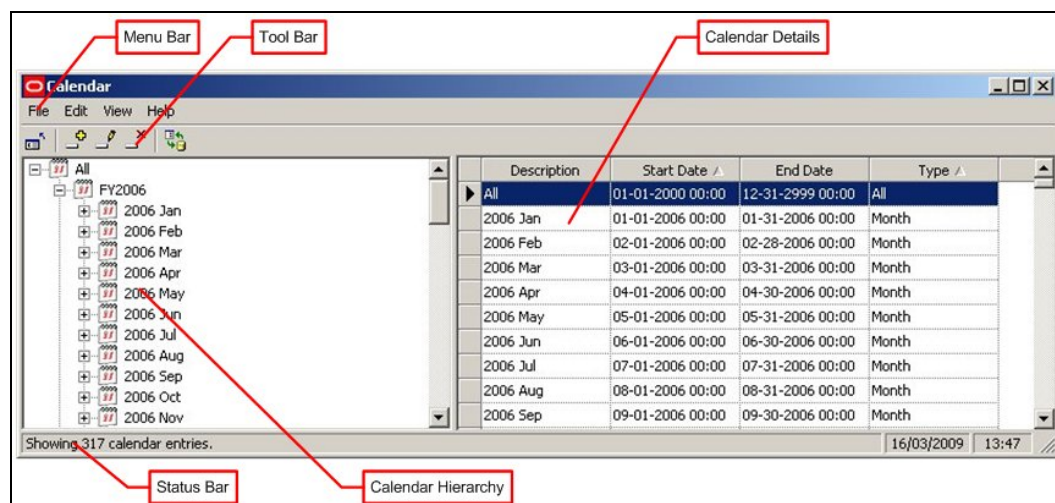 Menu Bar
Tool Bar
Calendar Details
Calendar
File Edit View Help
All
FY2006
2006 Jan
2006 Feb
2006 Mar
2006 Apr
2006 May
2006 Jun
2006 Jul
2006 Aug
2006 Sep
2006 Oct
2006 Nov
Description Start Date End Date Type
All 01-01-2000 00:00 12-31-2999 00:00 All
2006 Jan 01-01-2006 00:00 01-31-2006 00:00 Month
2006 Feb 02-01-2006 00:00 02-28-2006 00:00 Month
2006 Mar 03-01-2006 00:00 03-31-2006 00:00 Month
2006 Apr 04-01-2006 00:00 04-30-2006 00:00 Month
2006 May 05-01-2006 00:00 05-31-2006 00:00 Month
2006 Jun 06-01-2006 00:00 06-30-2006 00:00 Month
2006 Jul 07-01-2006 00:00 07-31-2006 00:00 Month
2006 Aug 08-01-2006 00:00 08-31-2006 00:00 Month
2006 Sep 09-01-2006 00:00 09-30-2006 00:00 Month
Showing 317 calendar entries. 16/03/2009 13:47
Status Bar
Calendar Hierarchy